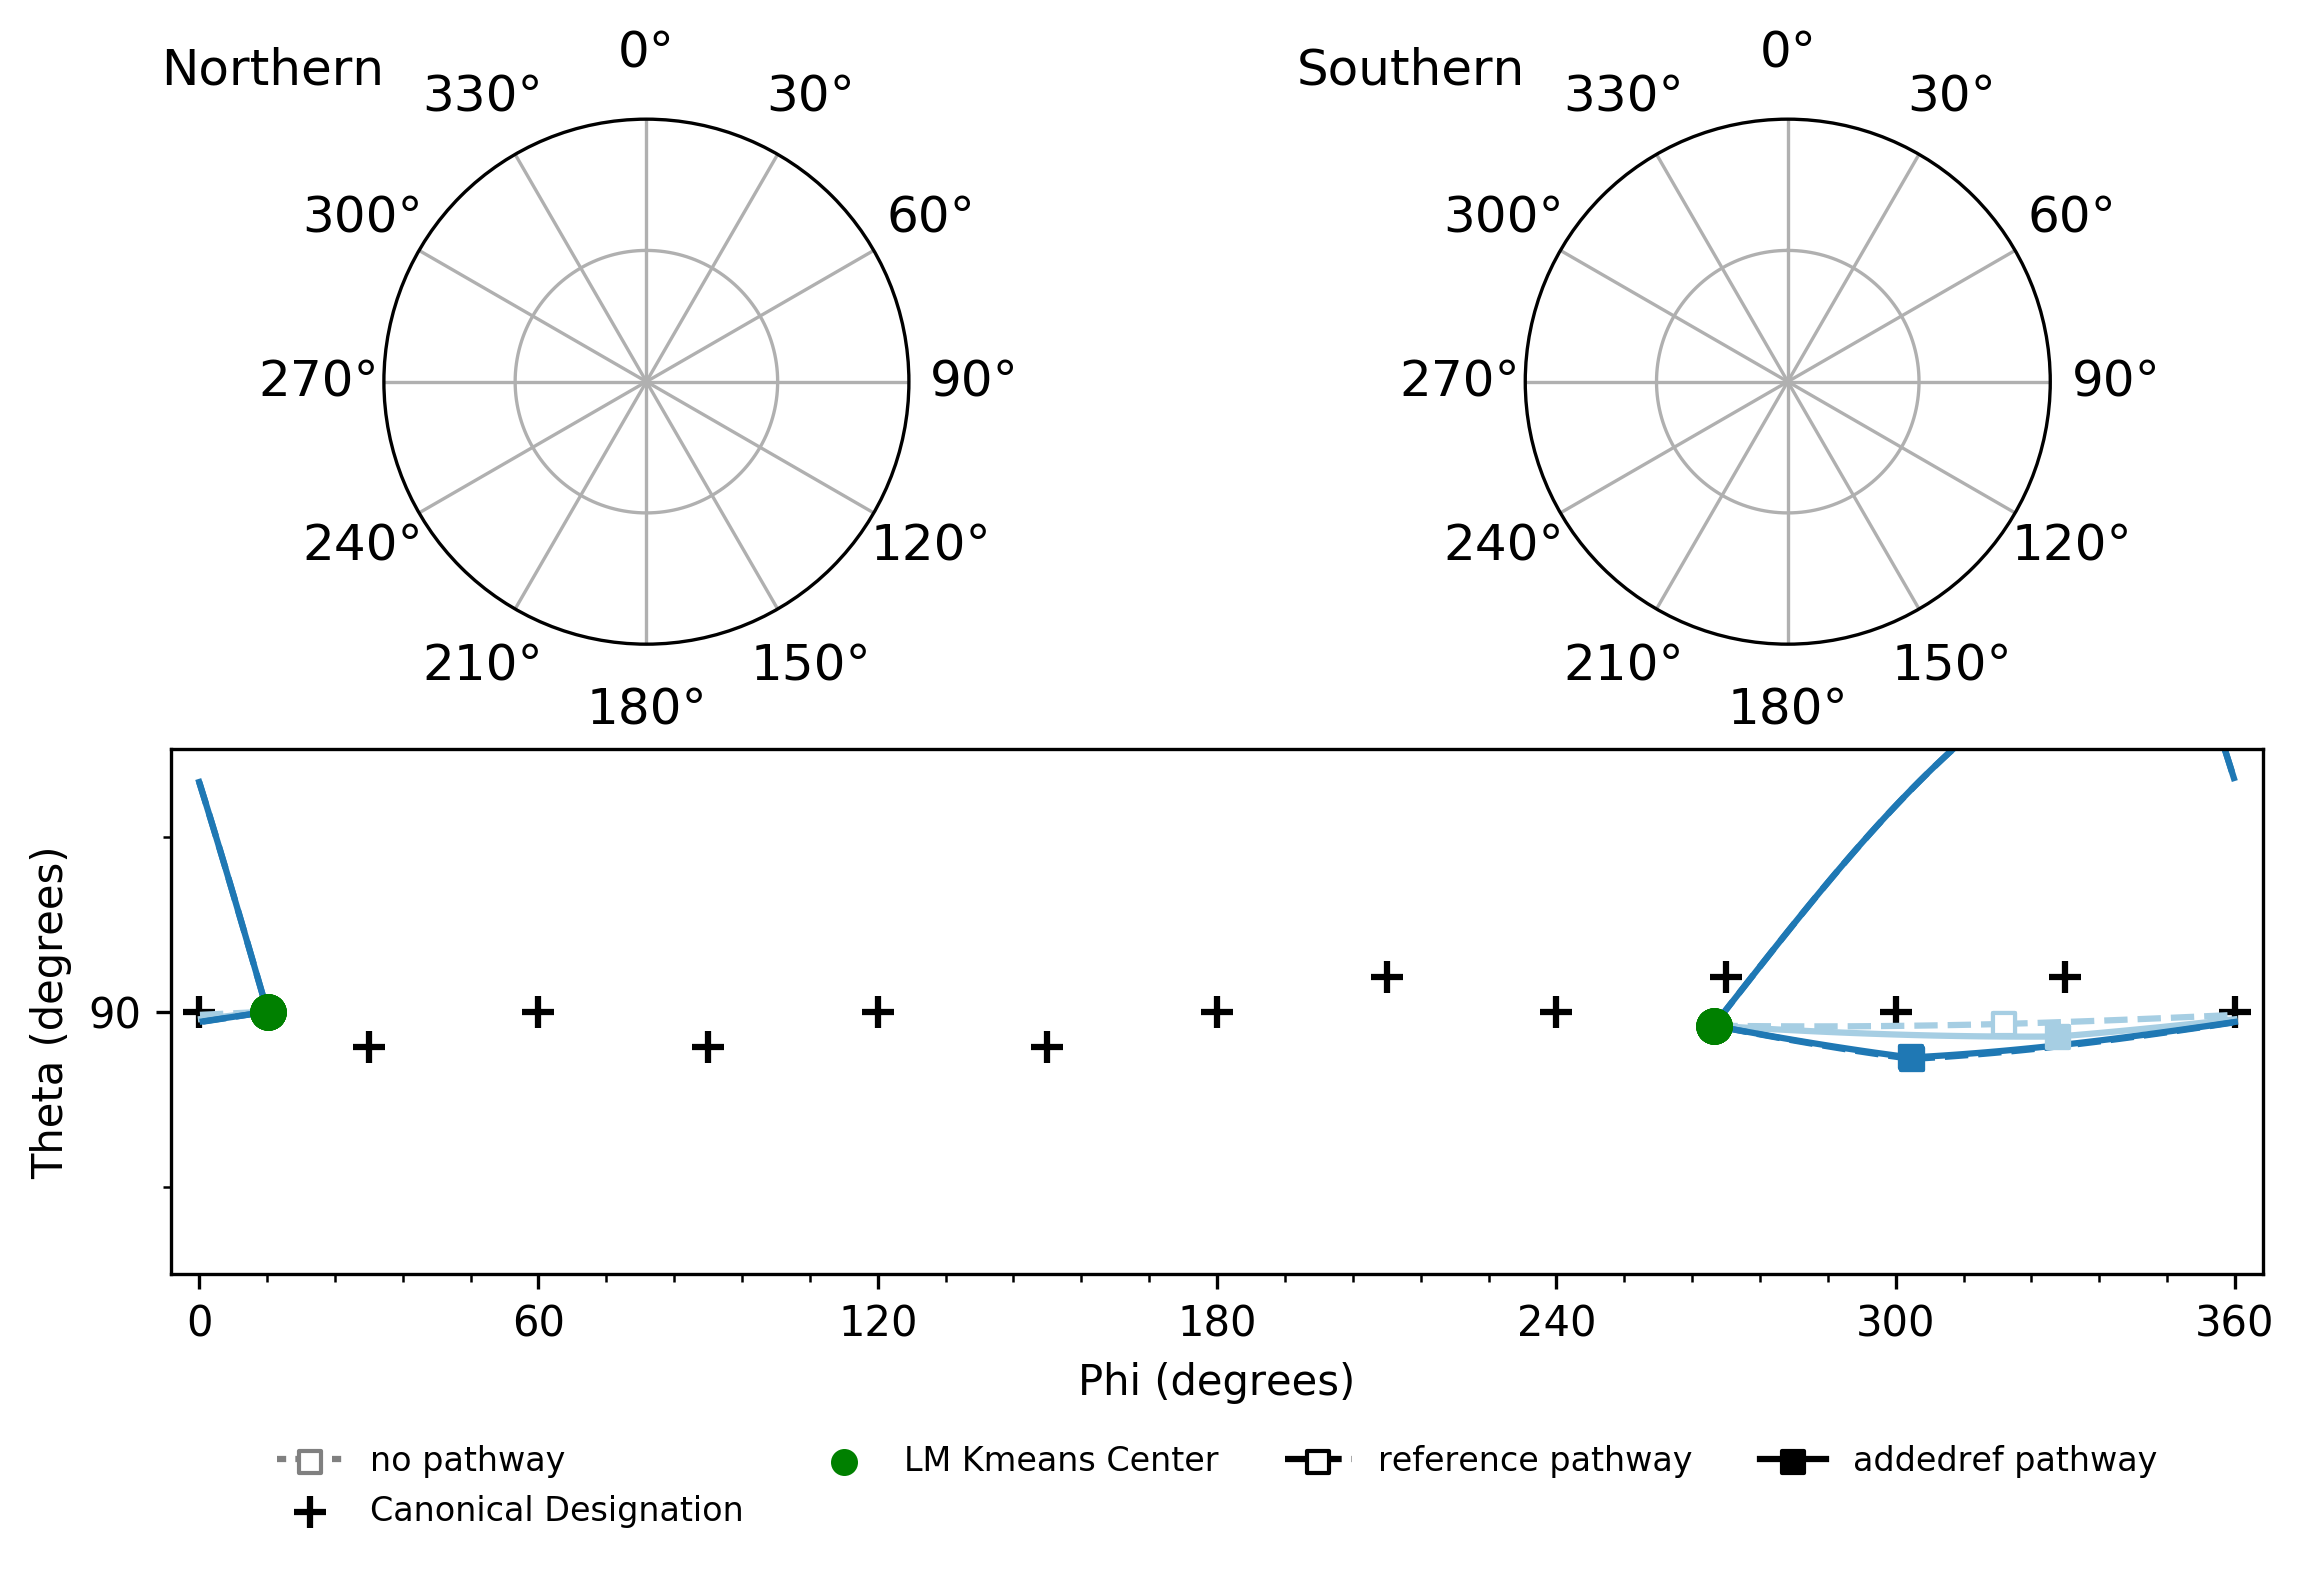 Northern
0°
30°
60°
90°
120°
150°
180°
210°
240°
270°
300°
330°
Southern
0°
30°
60°
90°
120°
150°
180°
210°
240°
270°
300°
330°
Theta (degrees)
90
0 60 120 180 240 300 360
Phi (degrees)
no pathway
Canonical Designation
LM Kmeans Center
reference pathway
addedref pathway